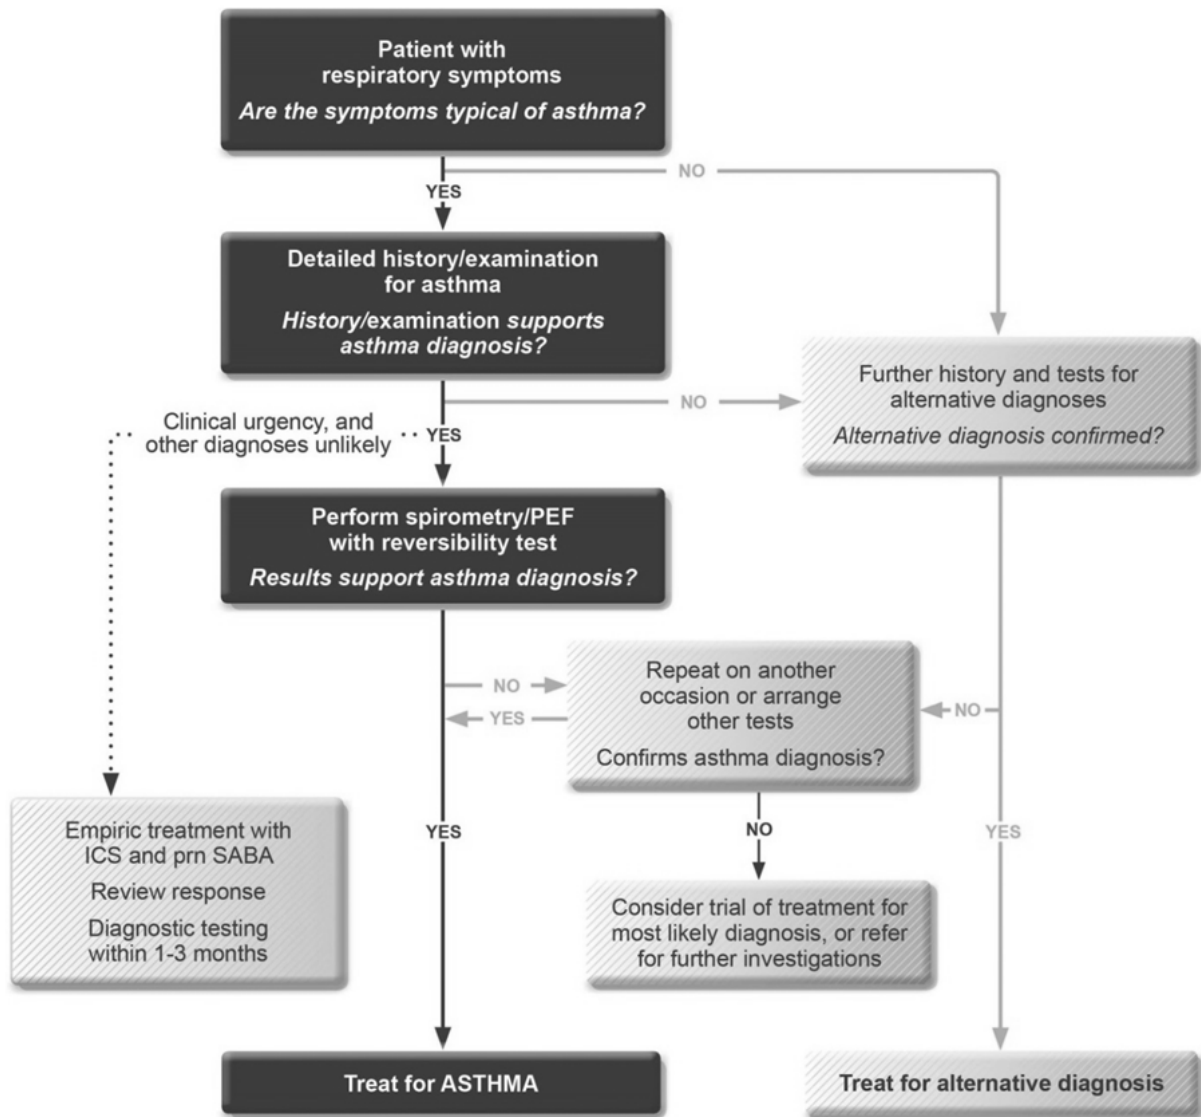 Patient with
respiratory symptoms
Are the symptoms typical of asthma?
NO
YES
Detailed history/examination
for asthma
History/examination supports
asthma diagnosis?
Further history and tests for
alternative diagnoses
Alternative diagnosis confirmed?
NO
Clinical urgency, and
other diagnoses unlikely
YES
Perform spirometry/PEF
with reversibility test
Results support asthma diagnosis?
Repeat on another
occasion or arrange
other tests
Confirms asthma diagnosis?
NO
YES
NO
Empiric treatment with
ICS and prn SABA
Review response
Diagnostic testing
within 1-3 months
YES
NO
YES
Consider trial of treatment for
most likely diagnosis, or refer
for further investigations
Treat for ASTHMA
Treat for alternative diagnosis